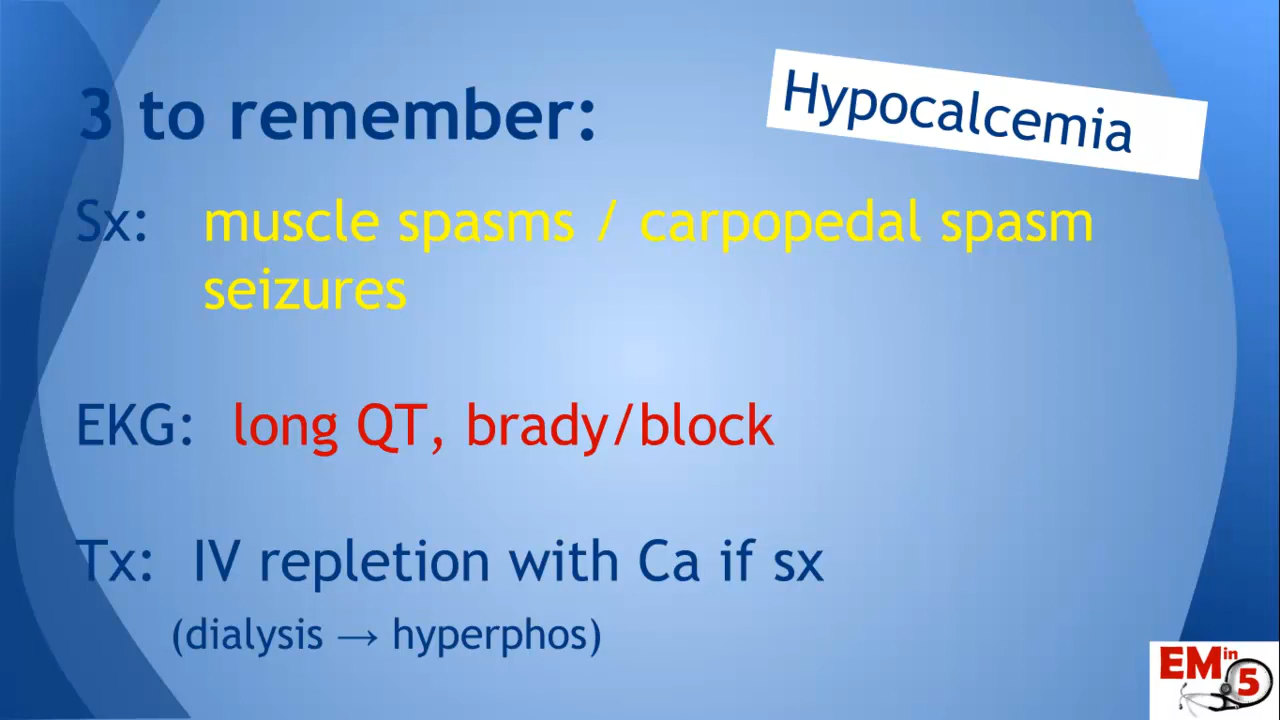 3 to remember:
Hypocalcemia
Sx: muscle spasms / carpopedal spasm
seizures
EKG: long QT, brady/block
Tx: IV repletion with Ca if sx
(dialysis → hyperphos)
EM in 5